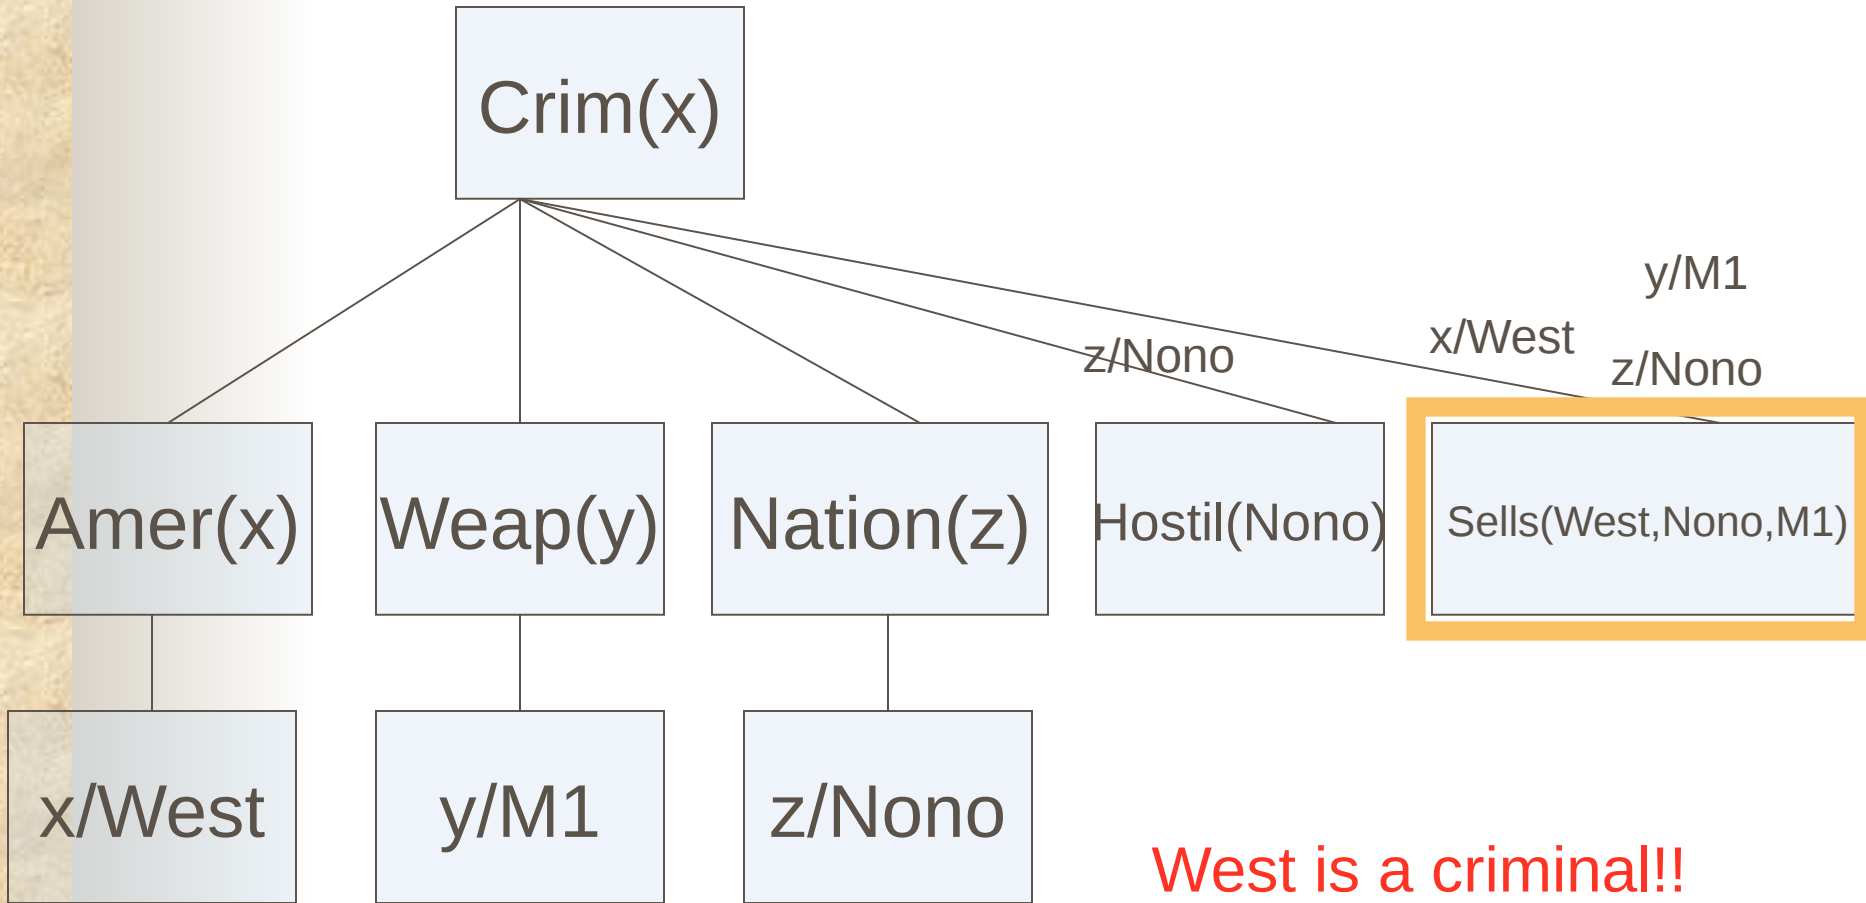 Crim(x)
y/M1
x/West
z/Nono
z/Nono
Amer(x)
Weap(y)
Nation(z)
Hostil(Nono)
Sells(West,Nono,M1)
x/West
y/M1
z/Nono
West is a criminal!!